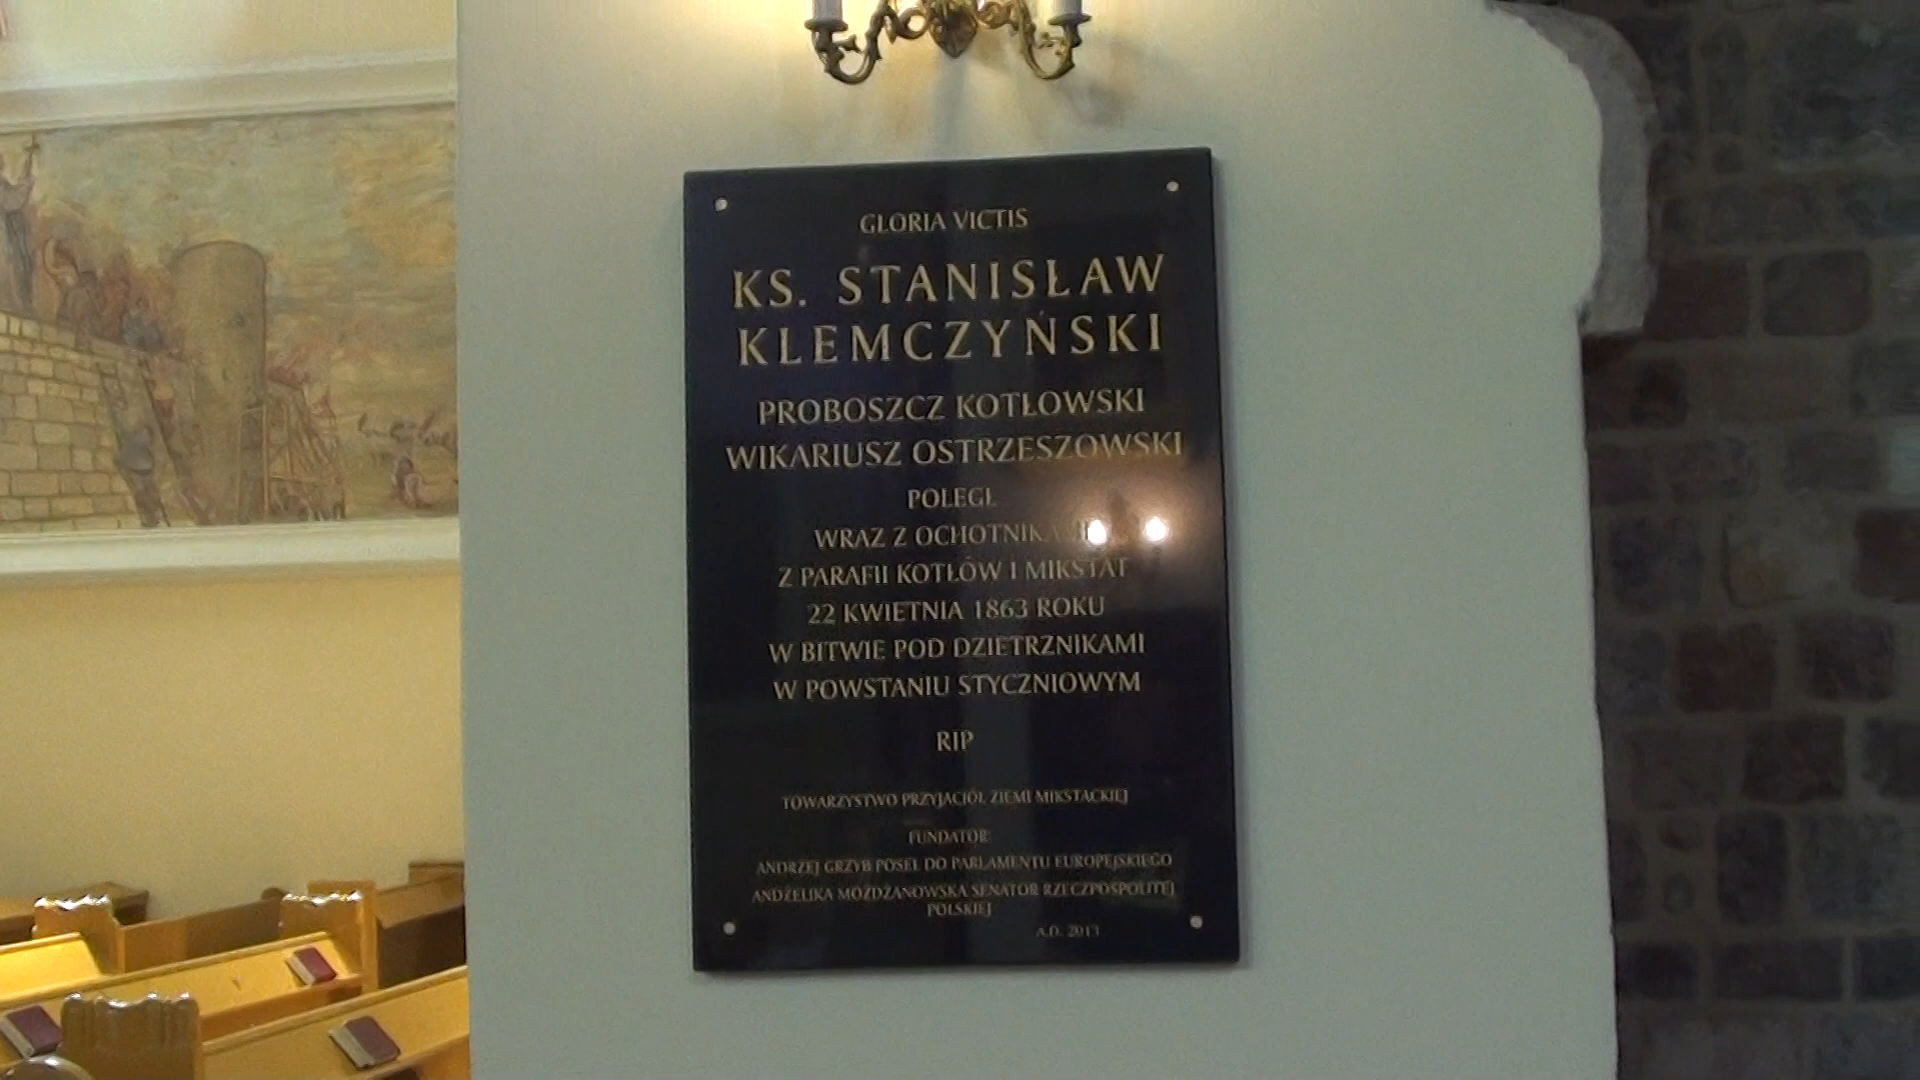 GLORIA VICTIS
KS. STANISŁAW
KLEMCZYŃSKI
PROBOSZCZ KOTŁOWSKI
WIKARIUSZ OSTRZESZOWSKI
POLEGŁ
WRAZ Z
Z PARAFII KOTŁÓW I MIKSTAT
22 KWIETNIA 1863 ROKU
W BITWIE POD DZIETRZNIKAMI
W POWSTANIU STYCZNIOWYM
RIP
TOWARZYSTWO PRZYJACIÓŁ ZIEMI MIKSTACKIEJ
FUNDATOR:
ANDRZEJ GRZYB POSEŁ DO PARLAMENTU EUROPEJSKIEGO
ANDŻELIKA MOŻDŻANOWSKA SENATOR RZECZPOSPOLITEJ
POLSKIEJ
A.D. 2013